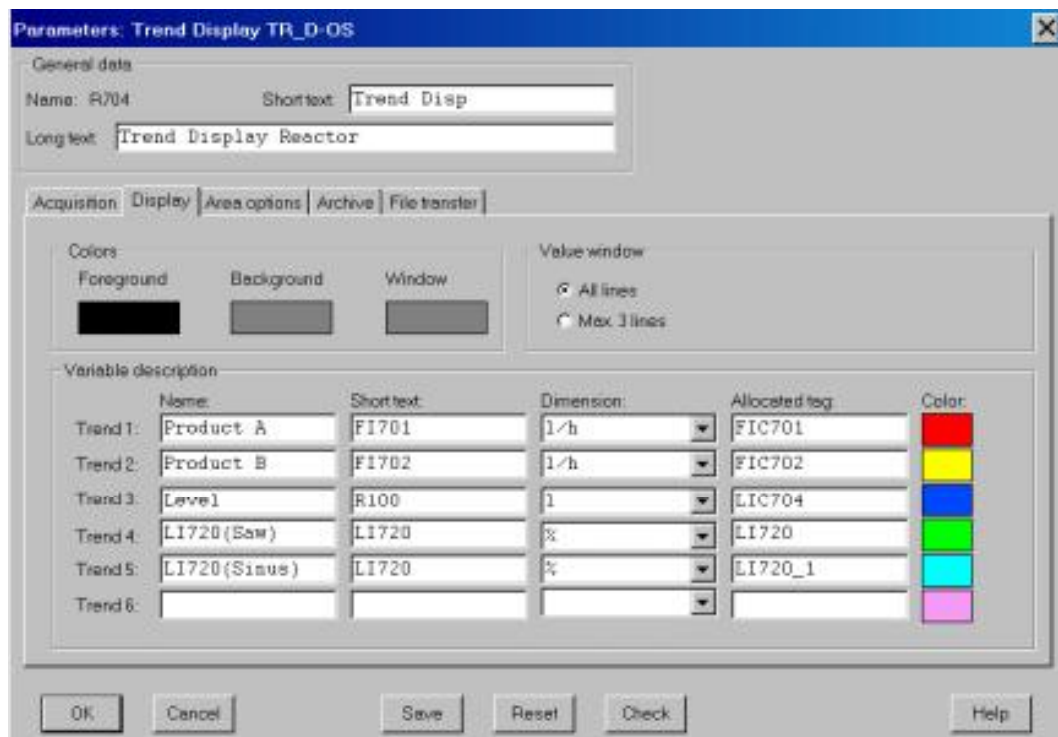 Parameters: Trend Display TR_D-OS
General data
Name: R704 Short text: Trend Disp
Long text: Trend Display Reactor
Acquisition Display Area options Archive File transfer
Colors
Foreground Background Window
Value window
All lines
Max. 3 lines
Variable description
Name: Short text: Dimension: Allocated tag: Color:
Trend 1: Product A FI701 l/h FIC701
Trend 2: Product B FI702 l/h FIC702
Trend 3: Level R100 l LIC704
Trend 4: LI720(Saw) LI720 % LI720
Trend 5: LI720(Sinus) LI720 % LI720_1
Trend 6:
OK Cancel Save Reset Check Help